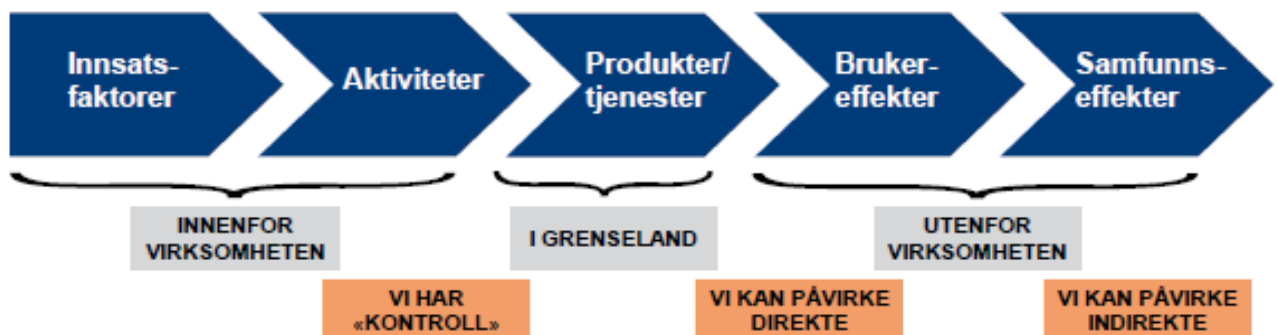 Innsats-
faktorer
Aktiviteter
Produkter/
tjenester
Bruker-
effekter
Samfunns-
effekter
INNENFOR
VIRKSOMHETEN
I GRENSELAND
UTENFOR
VIRKSOMHETEN
VI HAR
«KONTROLL»
VI KAN PÅVIRKE
DIREKTE
VI KAN PÅVIRKE
INDIREKTE